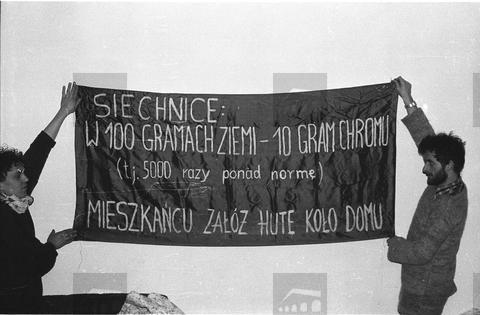 SIECHNICE:
W 100 GRAMACH ZIEMI - 10 GRAM CHROMU
(tj. 5000 razy ponad normę)
MIESZKAŃCU ZAŁÓŻ HUTĘ KOŁO DOMU